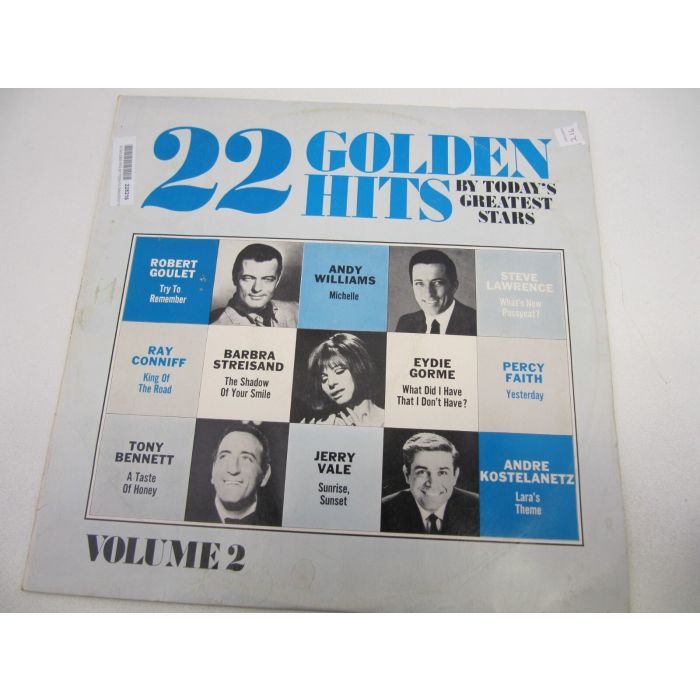 22 GOLDEN
HITS BY TODAY'S
GREATEST
STARS
ROBERT
GOULET
Try To
Remember
ANDY
WILLIAMS
Michelle
STEVE
LAWRENCE
What's New
Pussycat?
RAY
CONNIFF
King Of
The Road
BARBRA
STREISAND
The Shadow
Of Your Smile
EYDIE
GORME
What Did I Have
That I Don't Have?
PERCY
FAITH
Yesterday
TONY
BENNETT
A Taste
Of Honey
JERRY
VALE
Sunrise,
Sunset
ANDRE
KOSTELANETZ
Lara's
Theme
VOLUME 2